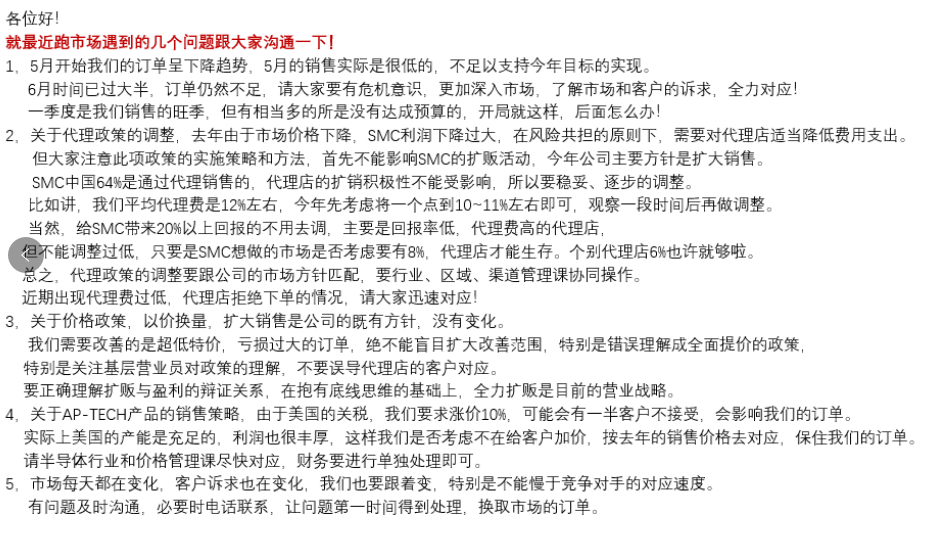 各位好!
就最近跑市场遇到的几个问题跟大家沟通一下!
1，5月开始我们的订单呈下降趋势，5月的销售实际是很低的，不足以支持今年目标的实现。
6月时间已过大半，订单仍然不足，请大家要有危机意识，更加深入市场，了解市场和客户的诉求，全力对应!
一季度是我们销售的旺季，但有相当多的所是没有达成预算的，开局就这样，后面怎么办!
2，关于代理政策的调整，去年由于市场价格下降，SMC利润下降过大，在风险共担的原则下，需要对代理店适当降低费用支出。
但大家注意此项政策的实施策略和方法，首先不能影响SMC的扩贩活动，今年公司主要方针是扩大销售。
SMC中国64%是通过代理销售的，代理店的扩销积极性不能受影响，所以要稳妥、逐步的调整。
比如讲，我们平均代理费是12%左右，今年先考虑将一个点到10~11%左右即可，观察一段时间后再做调整。
当然，给SMC带来20%以上回报的不用去调，主要是回报率低，代理费高的代理店，
但不能调整过低，只要是SMC想做的市场是否考虑要有8%，代理店才能生存。个别代理店6%也许就够啦。
总之，代理政策的调整要跟公司的市场方针匹配，要行业、区域、渠道管理课协同操作。
近期出现代理费过低，代理店拒绝下单的情况，请大家迅速对应!
3，关于价格政策，以价换量，扩大销售是公司的既有方针，没有变化。
我们需要改善的是超低特价，亏损过大的订单，绝不能盲目扩大改善范围，特别是错误理解成全面提价的政策，
特别是关注基层营业员对政策的理解，不要误导代理店的客户对应。
要正确理解扩贩与盈利的辩证关系，在抱有底线思维的基础上，全力扩贩是目前的营业战略。
4，关于AP-TECH产品的销售策略，由于美国的关税，我们要求涨价10%，可能会有一半客户不接受，会影响我们的订单。
实际上美国的产能是充足的，利润也很丰厚，这样我们是否考虑不在给客户加价，按去年的销售价格去对应，保住我们的订单。
请半导体行业和价格管理课尽快对应，财务要进行单独处理即可。
5，市场每天都在变化，客户诉求也在变化，我们也要跟着变，特别是不能慢于竞争对手的对应速度。
有问题及时沟通，必要时电话联系，让问题第一时间得到处理，换取市场的订单。